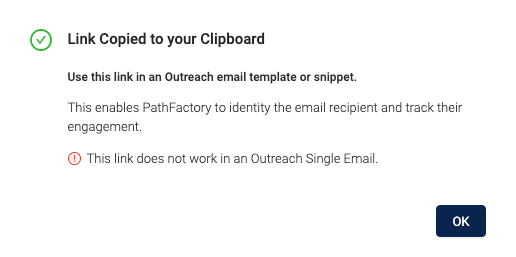 Link Copied to your Clipboard
Use this link in an Outreach email template or snippet.
This enables PathFactory to identity the email recipient and track their
engagement.
This link does not work in an Outreach Single Email.
OK